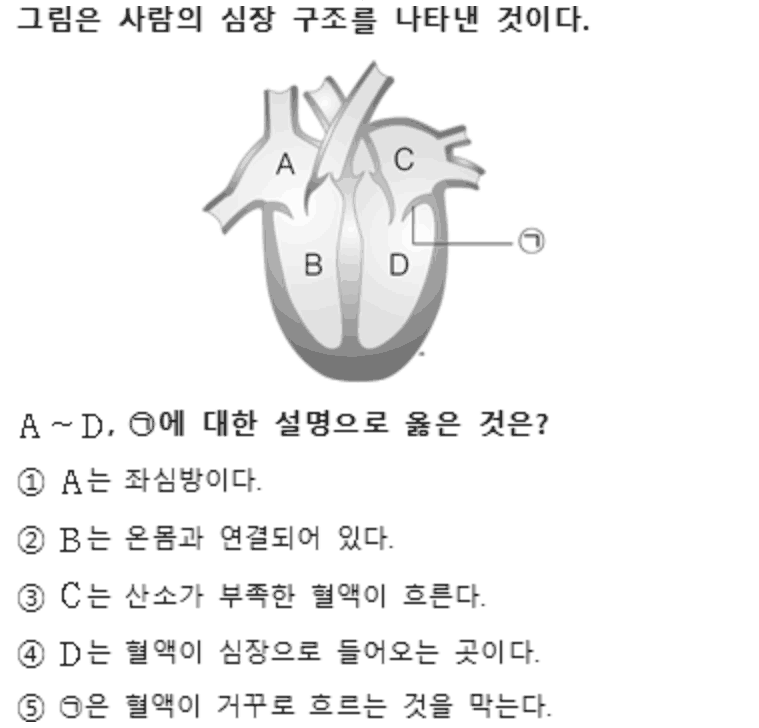 그림은 사람의 심장 구조를 나타낸 것이다.
A
C
㉠
B
D
A ~ D, ㉠에 대한 설명으로 옳은 것은?
① A는 좌심방이다.
② B는 온몸과 연결되어 있다.
③ C는 산소가 부족한 혈액이 흐른다.
④ D는 혈액이 심장으로 들어오는 곳이다.
⑤ ㉠은 혈액이 거꾸로 흐르는 것을 막는다.